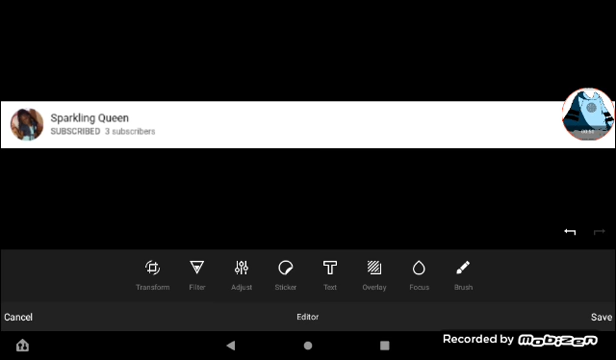 Sparkling Queen
SUBSCRIBED 3 subscribers
Transform Filter Adjust Sticker Text Overlay Focus Brush
Cancel Editor Save
Recorded by Mobizen